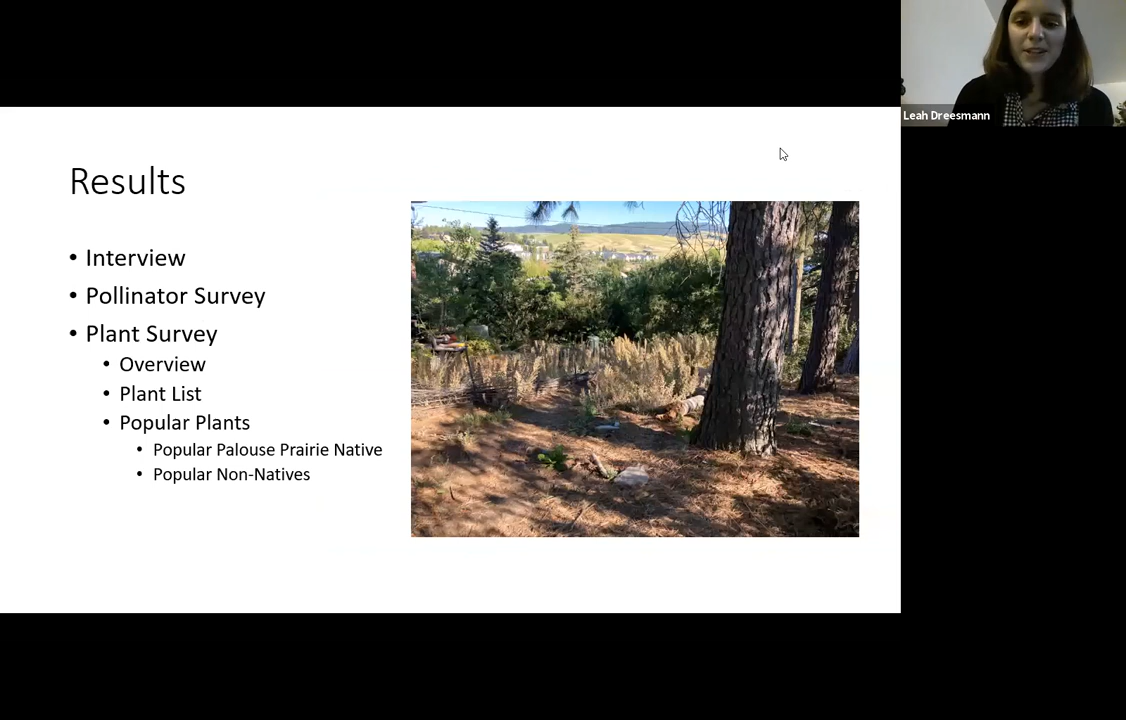 Results
• Interview
• Pollinator Survey
• Plant Survey
• Overview
• Plant List
• Popular Plants
• Popular Palouse Prairie Native
• Popular Non-Natives
Leah Dreesmann